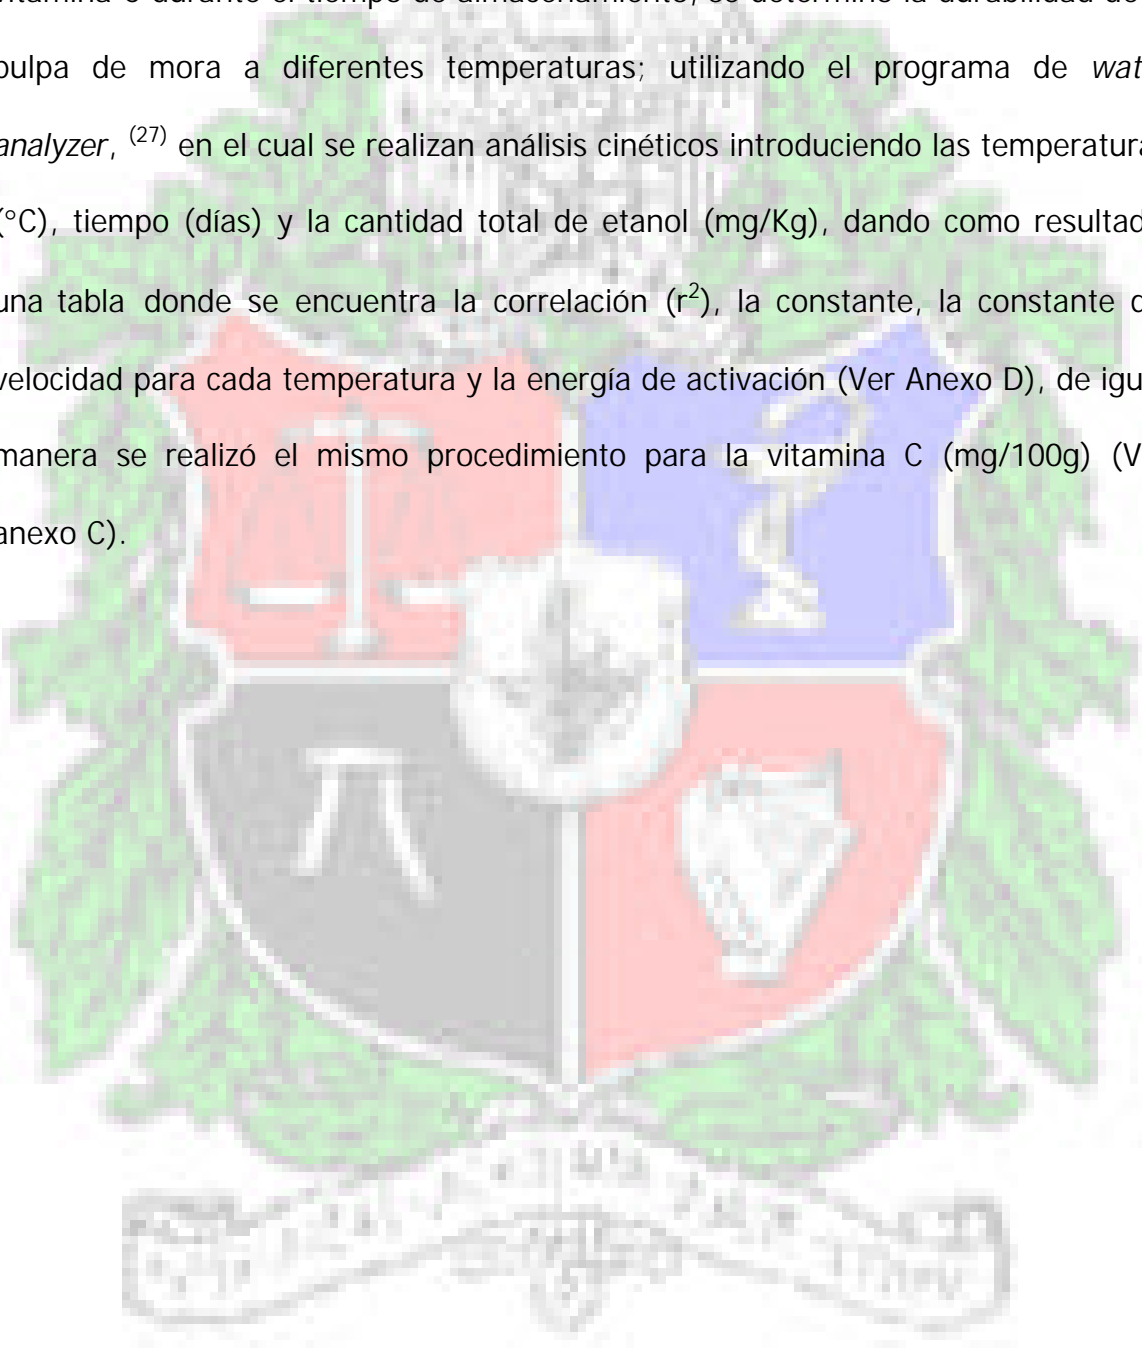 vitamina C durante el tiempo de almacenamiento, se determinó la durabilidad de
pulpa de mora a diferentes temperaturas; utilizando el programa de wat
analyzer, (27) en el cual se realizan análisis cinéticos introduciendo las temperatura
(°C), tiempo (días) y la cantidad total de etanol (mg/Kg), dando como resultad
una tabla donde se encuentra la correlación (r²), la constante, la constante d
velocidad para cada temperatura y la energía de activación (Ver Anexo D), de igu
manera se realizó el mismo procedimiento para la vitamina C (mg/100g) (V
anexo C).